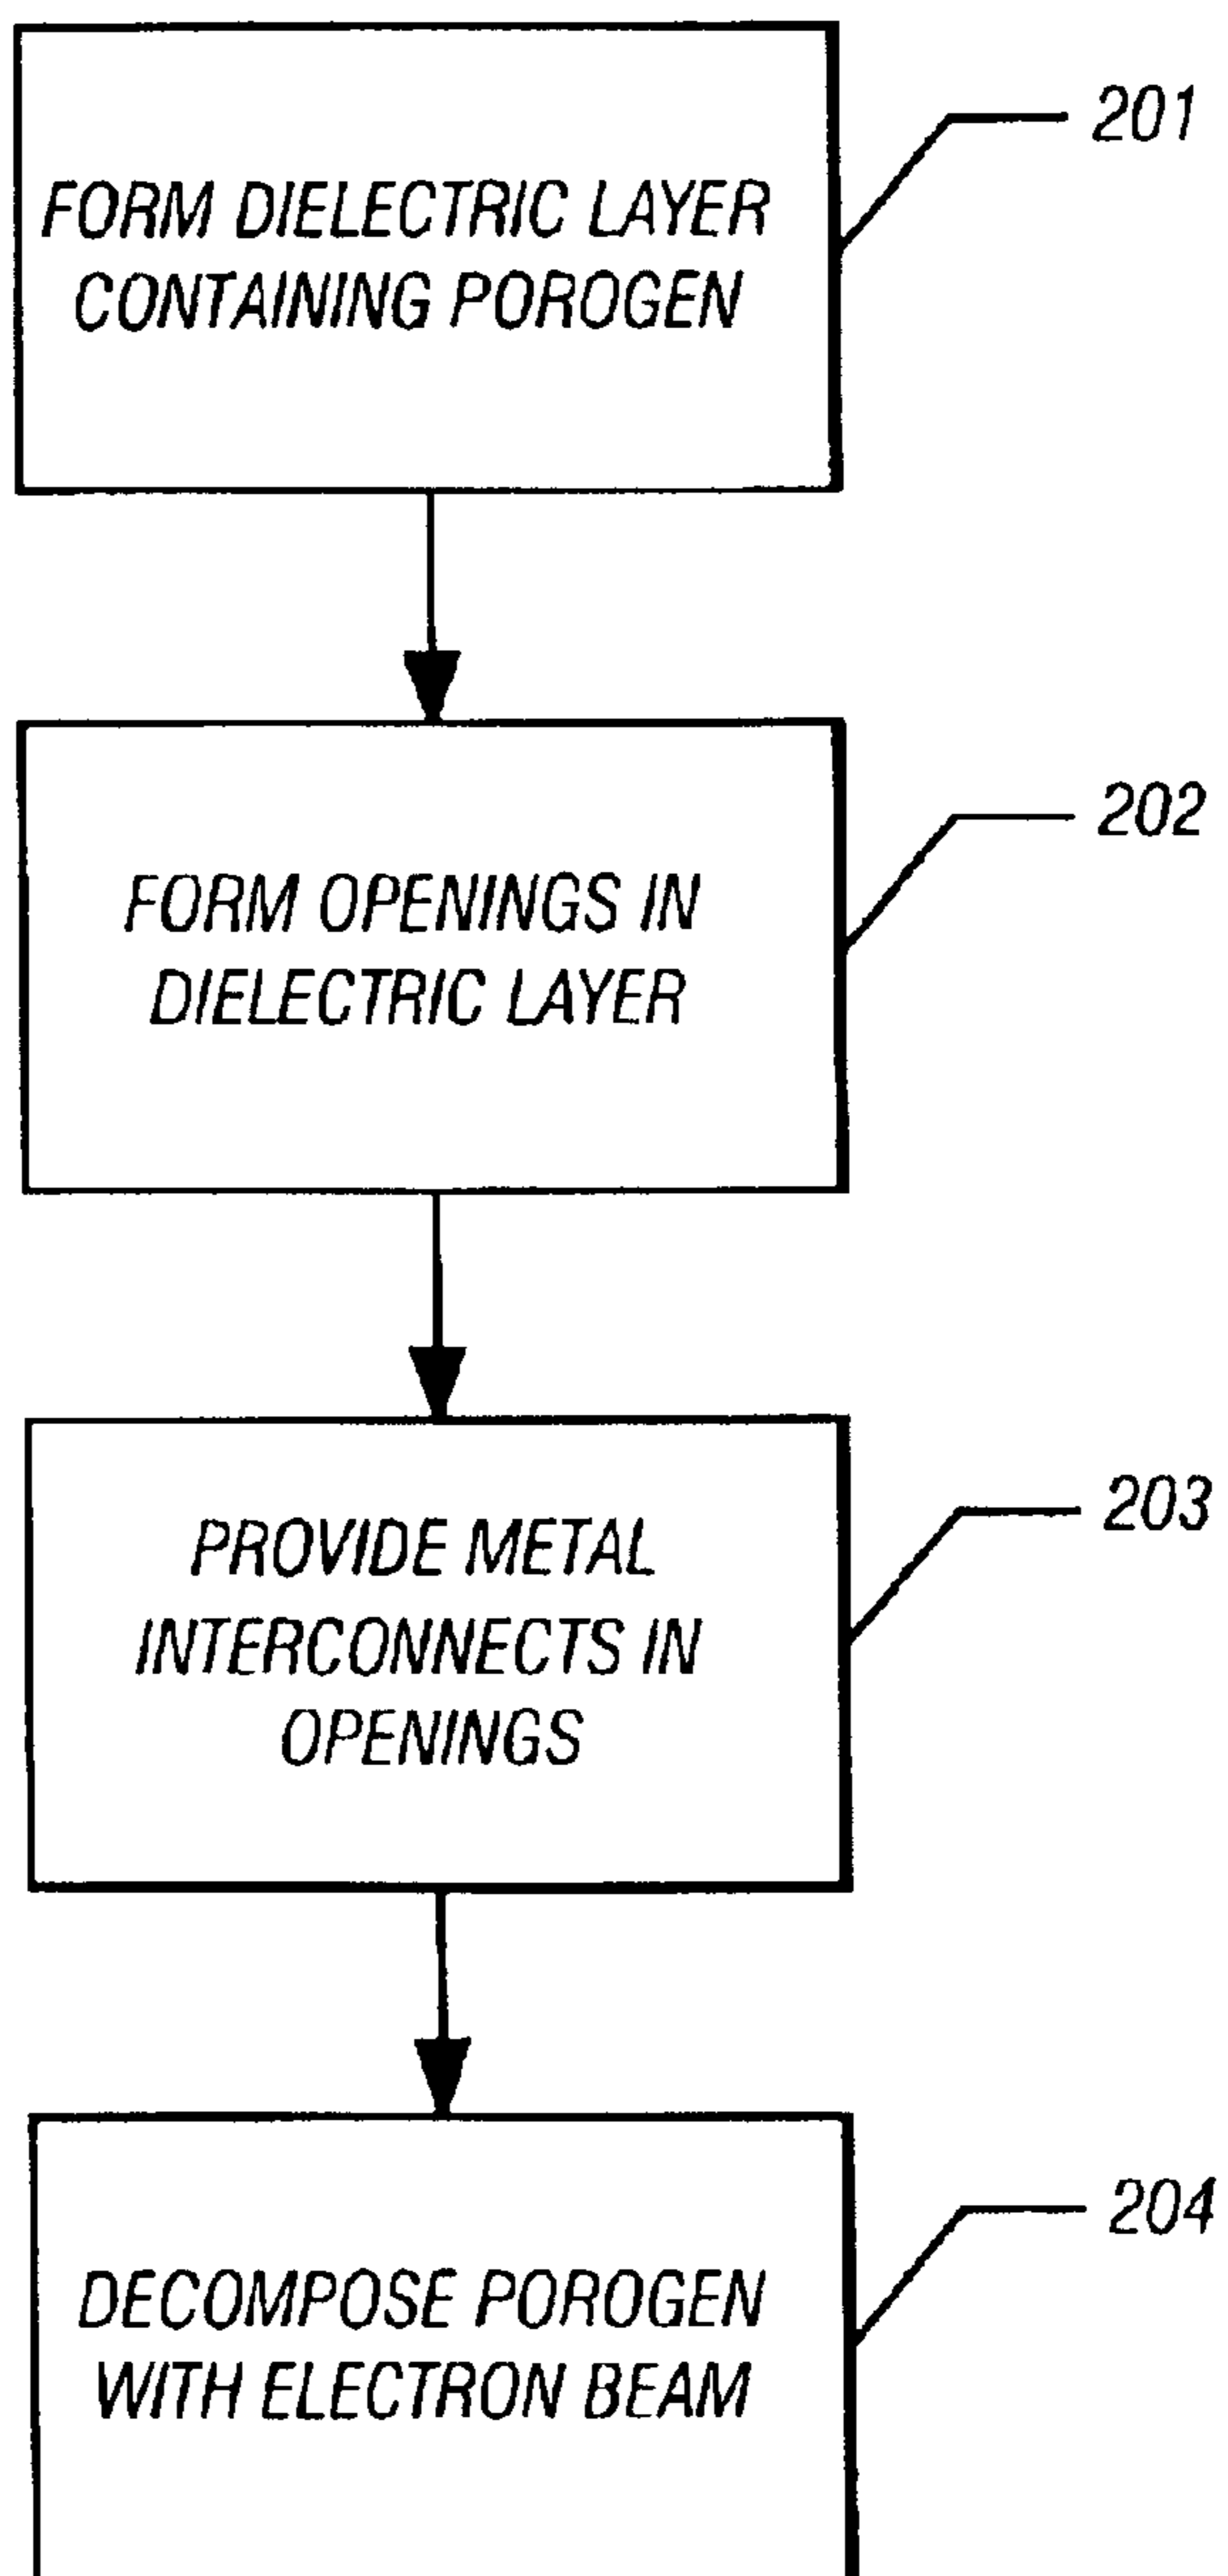 201
FORM DIELECTRIC LAYER
CONTAINING POROGEN
202
FORM OPENINGS IN
DIELECTRIC LAYER
203
PROVIDE METAL
INTERCONNECTS IN
OPENINGS
204
DECOMPOSE POROGEN
WITH ELECTRON BEAM